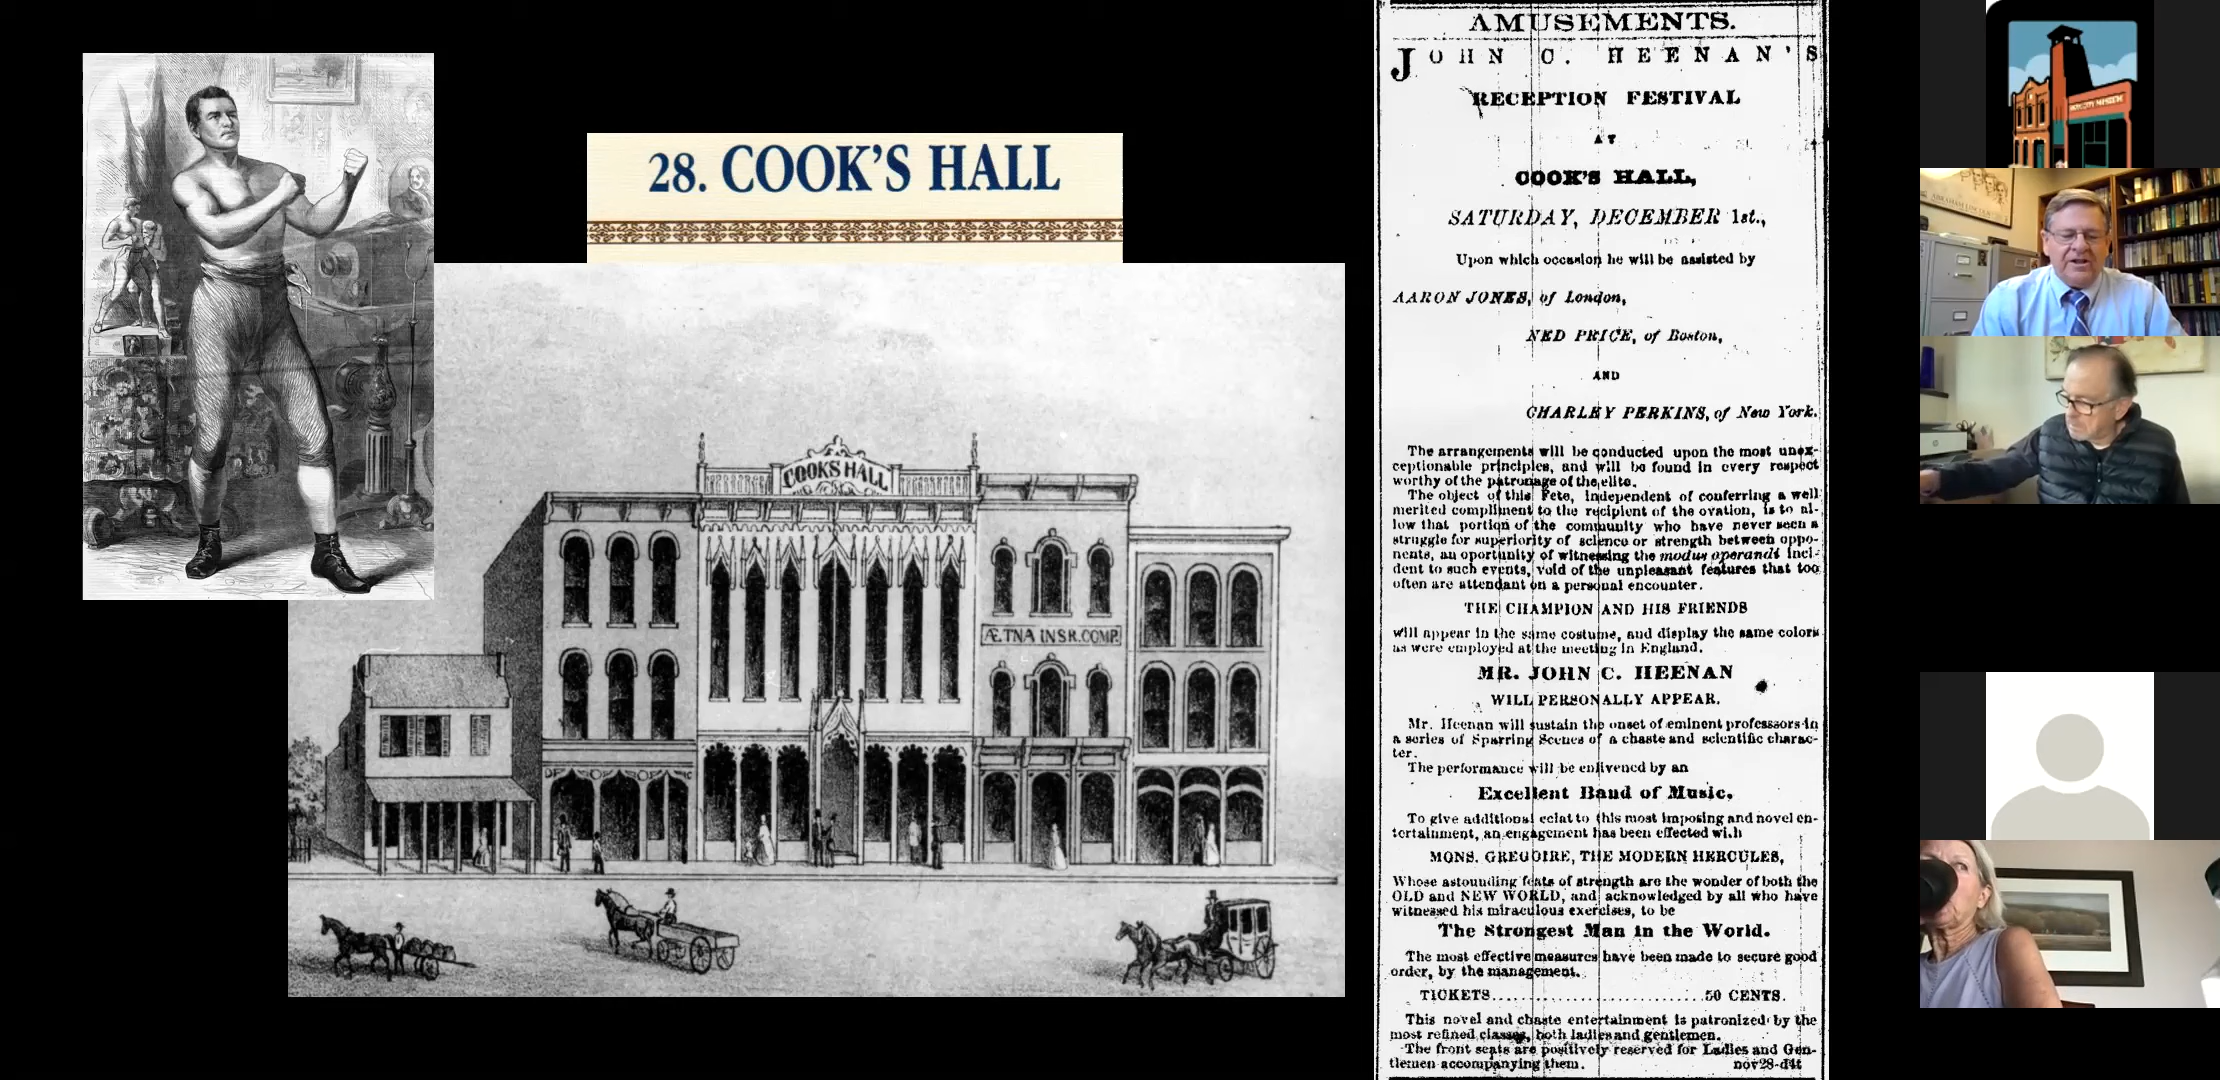 28. COOK'S HALL
COOKS HALL
ÆTNA INSR. COMP.
AMUSEMENTS.
JOHN C. HEENAN'S
RECEPTION FESTIVAL
AT
COOK'S HALL,
SATURDAY, DECEMBER 1st.,
Upon which occasion he will be assisted by
AARON JONES, of London,
NED PRICE, of Boston,
AND
CHARLEY PERKINS, of New York.
The arrangements will be conducted upon the most unex-
ceptionable principles, and will be found in every respect
worthy of the patronage of the elite.
The object of this Fete, independent of conferring a well
merited compliment to the recipient of the ovation, is to al-
low that portion of the community who have never seen a
struggle for superiority of science or strength between oppo-
nents, an oportunity of witnessing the modus operandi inci-
dent to such events, void of the unpleasant features that too
often are attendant on a personal encounter.
THE CHAMPION AND HIS FRIENDS
will appear in the same costume, and display the same colors
as were employed at the meeting in England.
MR. JOHN C. HEENAN
WILL PERSONALLY APPEAR.
Mr. Heenan will sustain the onset of eminent professsors in
a series of Sparring Scenes of a chaste and scientific charac-
ter.
The performance will be enlivened by an
Excellent Band of Music.
To give additional eclat to this most imposing and novel en-
tertainment, an engagement has been effected with
MONS. GREGOIRE, THE MODERN HERCULES,
Whose astounding feats of strength are the wonder of both the
OLD and NEW WORLD, and acknowledged by all who have
witnessed his miraculous exercises, to be
The Strongest Man in the World.
The most effective measures have been made to secure good
order, by the management.
TICKETS..............................50 CENTS.
This novel and chaste entertainment is patronized by the
most refined classes, both ladies and gentlemen.
The front seats are positively reserved for Ladies and Gen-
tlemen accompanying them. nov28-d4t
ABRAHAM LINCOLN